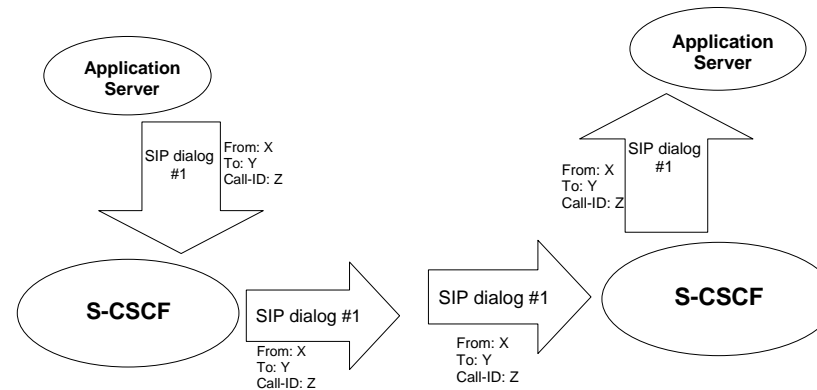 Application
Server
SIP dialog
#1
From: X
To: Y
Call-ID: Z
S-CSCF
SIP dialog #1
From: X
To: Y
Call-ID: Z
SIP dialog #1
From: X
To: Y
Call-ID: Z
Application
Server
SIP dialog
#1
From: X
To: Y
Call-ID: Z
S-CSCF